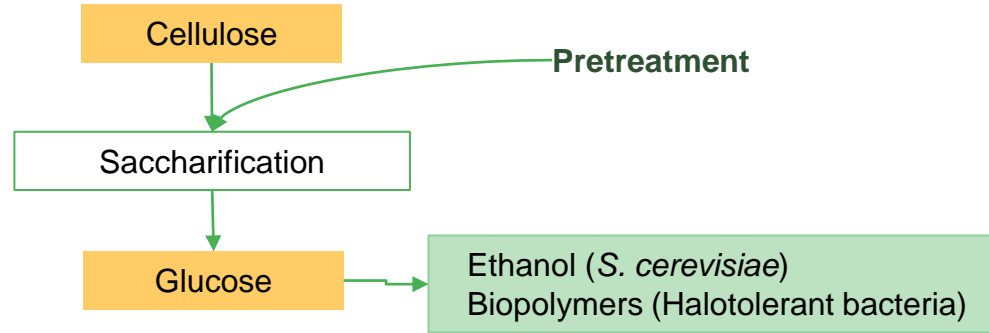 Cellulose
Pretreatment
Saccharification
Glucose
Ethanol (S. cerevisiae)
Biopolymers (Halotolerant bacteria)